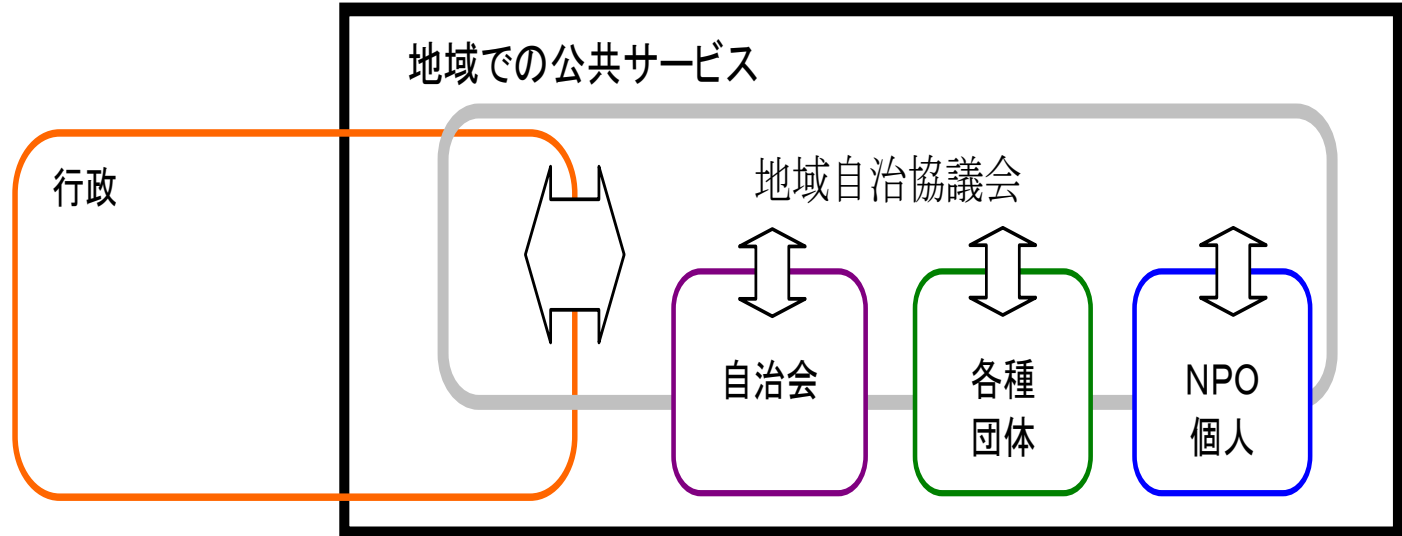 地域での公共サービス
行政
地域自治協議会
自治会
各種
団体
NPO
個人